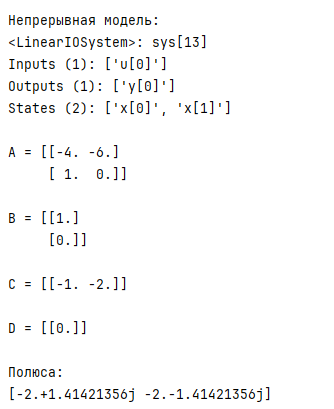 Непрерывная модель:
<LinearIOSystem>: sys[13]
Inputs (1): ['u[0]']
Outputs (1): ['y[0]']
States (2): ['x[0]', 'x[1]']
A = [[-4. -6.]
     [ 1.  0.]]
B = [[1.]
     [0.]]
C = [[-1. -2.]]
D = [[0.]]
Полюса:
[-2.+1.41421356j -2.-1.41421356j]